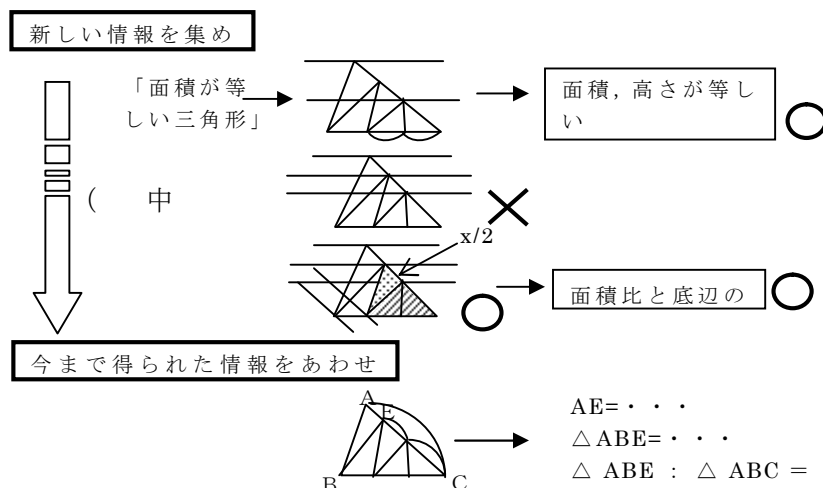 新しい情報を集め
「面積が等
しい三角形」
面積，高さが等し
い
(　中
x/2
面積比と底辺の
今まで得られた情報をあわせ
A
E
B
C
AE=・・・
△ABE=・・・
△ ABE : △ ABC =